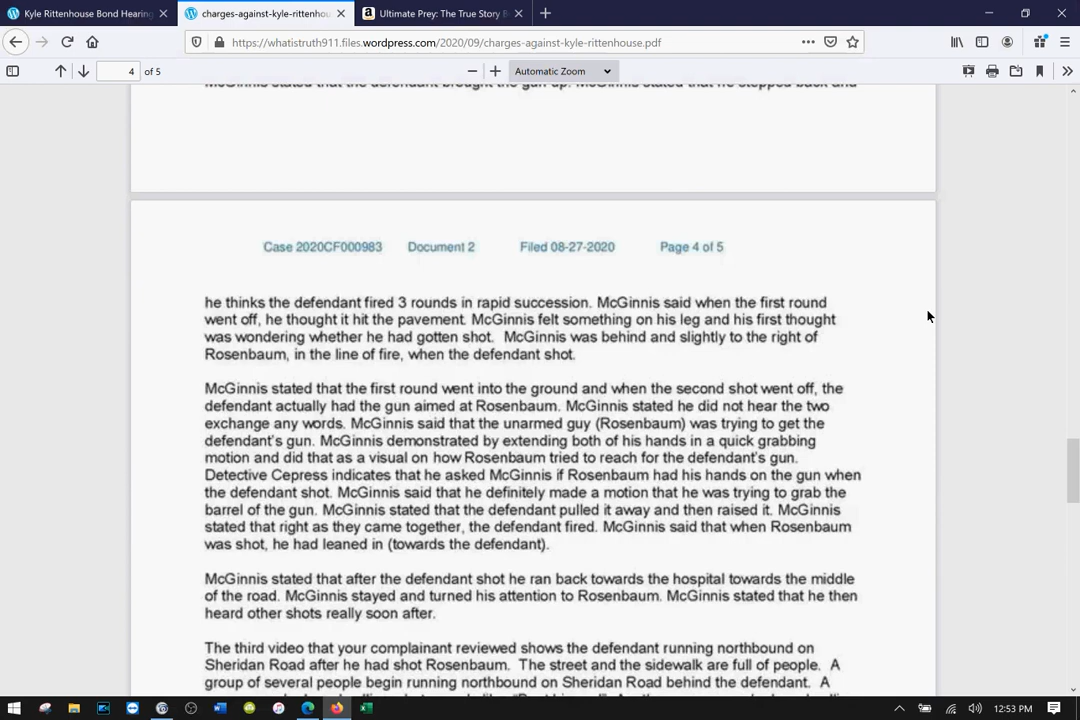 Kyle Rittenhouse Bond Hearing
charges-against-kyle-rittenhou
Ultimate Prey: The True Story
https://whatistruth911.files.wordpress.com/2020/09/charges-against-kyle-rittenhouse.pdf
4 of 5
Automatic Zoom
McGinnis stated that the defendant brought the gun up. McGinnis stated that he stepped back and
Case 2020CF000983 Document 2 Filed 08-27-2020 Page 4 of 5
he thinks the defendant fired 3 rounds in rapid succession. McGinnis said when the first round
went off, he thought it hit the pavement. McGinnis felt something on his leg and his first thought
was wondering whether he had gotten shot. McGinnis was behind and slightly to the right of
Rosenbaum, in the line of fire, when the defendant shot.
McGinnis stated that the first round went into the ground and when the second shot went off, the
defendant actually had the gun aimed at Rosenbaum. McGinnis stated he did not hear the two
exchange any words. McGinnis said that the unarmed guy (Rosenbaum) was trying to get the
defendant's gun. McGinnis demonstrated by extending both of his hands in a quick grabbing
motion and did that as a visual on how Rosenbaum tried to reach for the defendant's gun.
Detective Cepress indicates that he asked McGinnis if Rosenbaum had his hands on the gun when
the defendant shot. McGinnis said that he definitely made a motion that he was trying to grab the
barrel of the gun. McGinnis stated that the defendant pulled it away and then raised it. McGinnis
stated that right as they came together, the defendant fired. McGinnis said that when Rosenbaum
was shot, he had leaned in (towards the defendant).
McGinnis stated that after the defendant shot he ran back towards the hospital towards the middle
of the road. McGinnis stayed and turned his attention to Rosenbaum. McGinnis stated that he then
heard other shots really soon after.
The third video that your complainant reviewed shows the defendant running northbound on
Sheridan Road after he had shot Rosenbaum. The street and the sidewalk are full of people. A
group of several people begin running northbound on Sheridan Road behind the defendant. A
12:53 PM